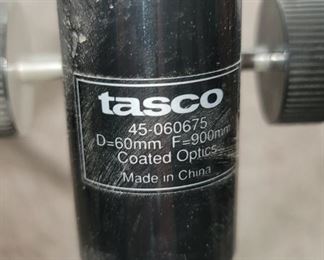 tasco
45-060675
D=60mm F=900mm
Coated Optics
Made in China